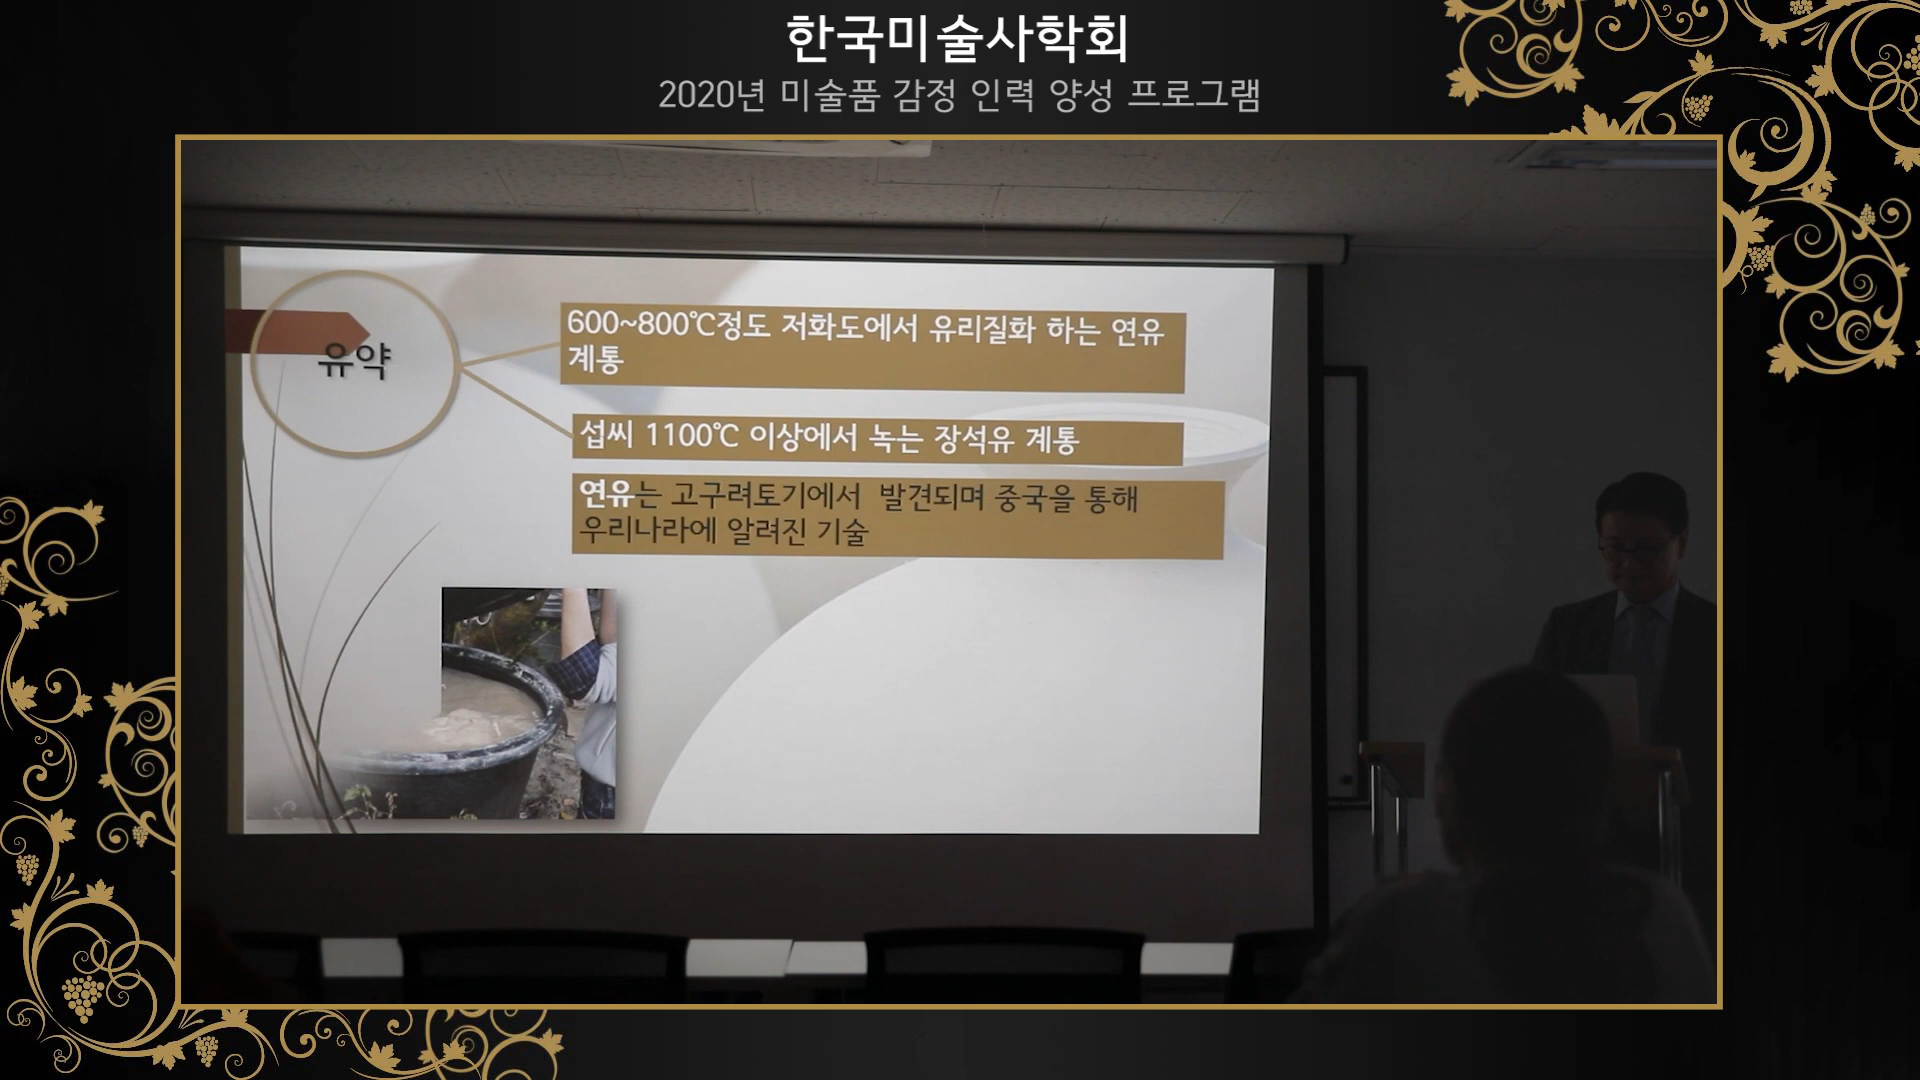 한국미술사학회
2020년 미술품 감정 인력 양성 프로그램
유약
600~800℃정도 저화도에서 유리질화 하는 연유
계통
섭씨 1100℃ 이상에서 녹는 장석유 계통
연유는 고구려토기에서 발견되며 중국을 통해
우리나라에 알려진 기술